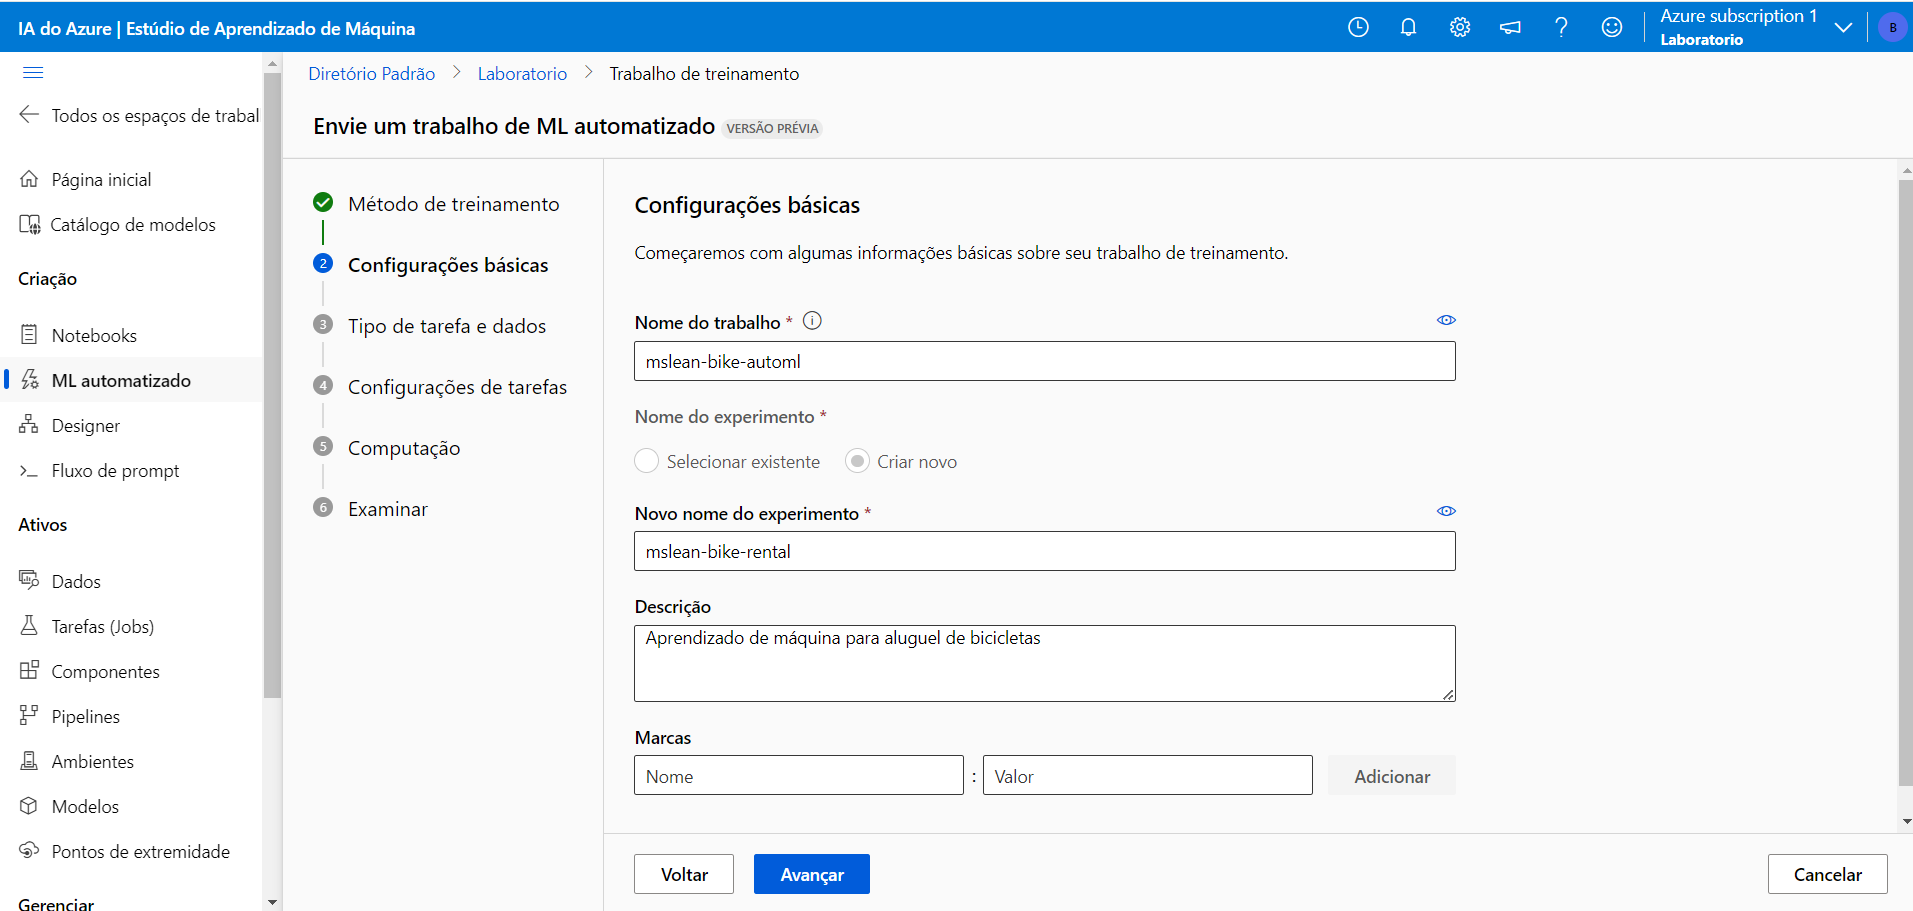 IA do Azure | Estúdio de Aprendizado de Máquina
Azure subscription 1
Laboratorio
B
Todos os espaços de trabal
Página inicial
Catálogo de modelos
Criação
Notebooks
ML automatizado
Designer
Fluxo de prompt
Ativos
Dados
Tarefas (Jobs)
Componentes
Pipelines
Ambientes
Modelos
Pontos de extremidade
Gerenciar
Diretório Padrão > Laboratorio > Trabalho de treinamento
Envie um trabalho de ML automatizado VERSÃO PRÉVIA
Método de treinamento
2 Configurações básicas
3 Tipo de tarefa e dados
4 Configurações de tarefas
5 Computação
6 Examinar
Configurações básicas
Começaremos com algumas informações básicas sobre seu trabalho de treinamento.
Nome do trabalho *
mslean-bike-automl
Nome do experimento *
Selecionar existente Criar novo
Novo nome do experimento *
mslean-bike-rental
Descrição
Aprendizado de máquina para aluguel de bicicletas
Marcas
Nome : Valor Adicionar
Voltar Avançar Cancelar